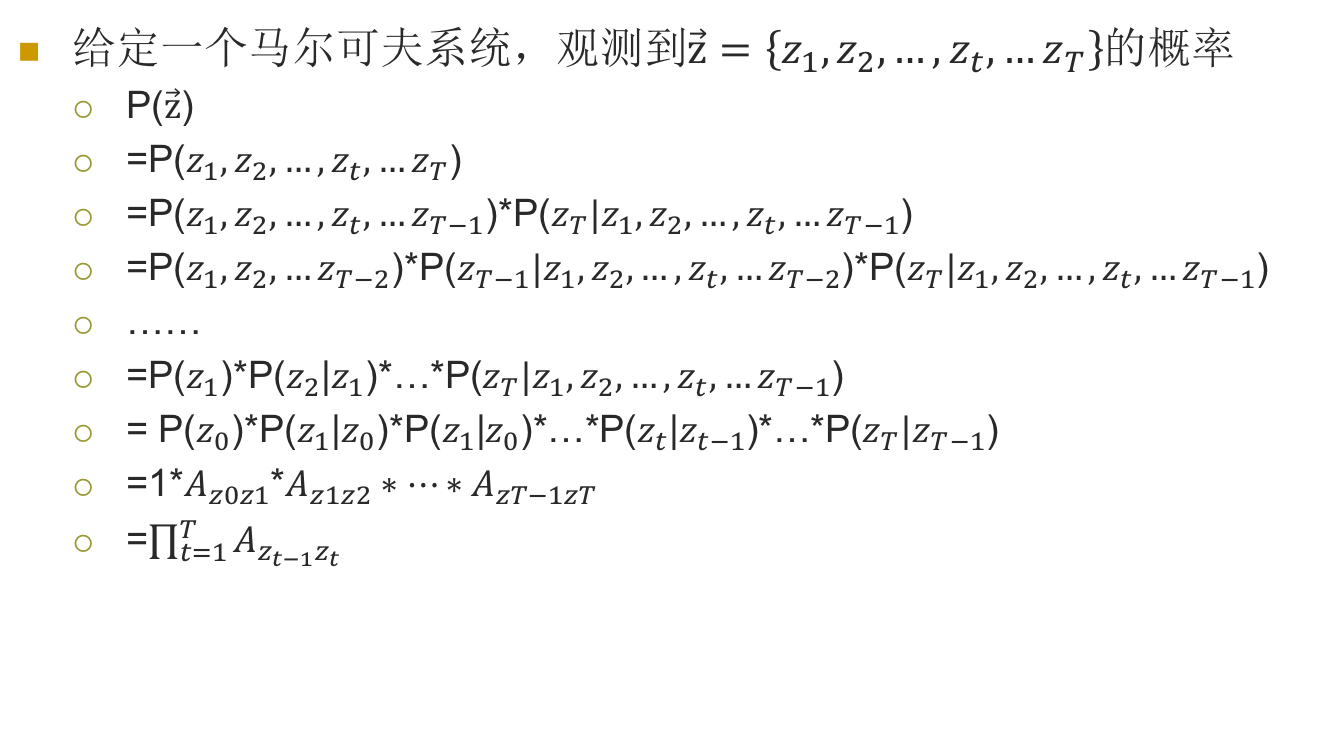 给定一个马尔可夫系统，观测到z⃗ = {z₁, z₂, … , zₜ, … z_T}的概率
P(z⃗)
=P(z₁, z₂, … , zₜ, … z_T)
=P(z₁, z₂, … , zₜ, … z_{T−1})*P(z_T|z₁, z₂, … , zₜ, … z_{T−1})
=P(z₁, z₂, … z_{T−2})*P(z_{T−1}|z₁, z₂, … , zₜ, … z_{T−2})*P(z_T|z₁, z₂, … , zₜ, … z_{T−1})
……
=P(z₁)*P(z₂|z₁)*…*P(z_T|z₁, z₂, … , zₜ, … z_{T−1})
= P(z₀)*P(z₁|z₀)*P(z₁|z₀)*…*P(zₜ|z_{t−1})*…*P(z_T|z_{T−1})
=1*A_{z0z1}*A_{z1z2} ∗ ⋯ ∗ A_{zT−1zT}
=∏_{t=1}^{T} A_{z_{t−1}z_t}